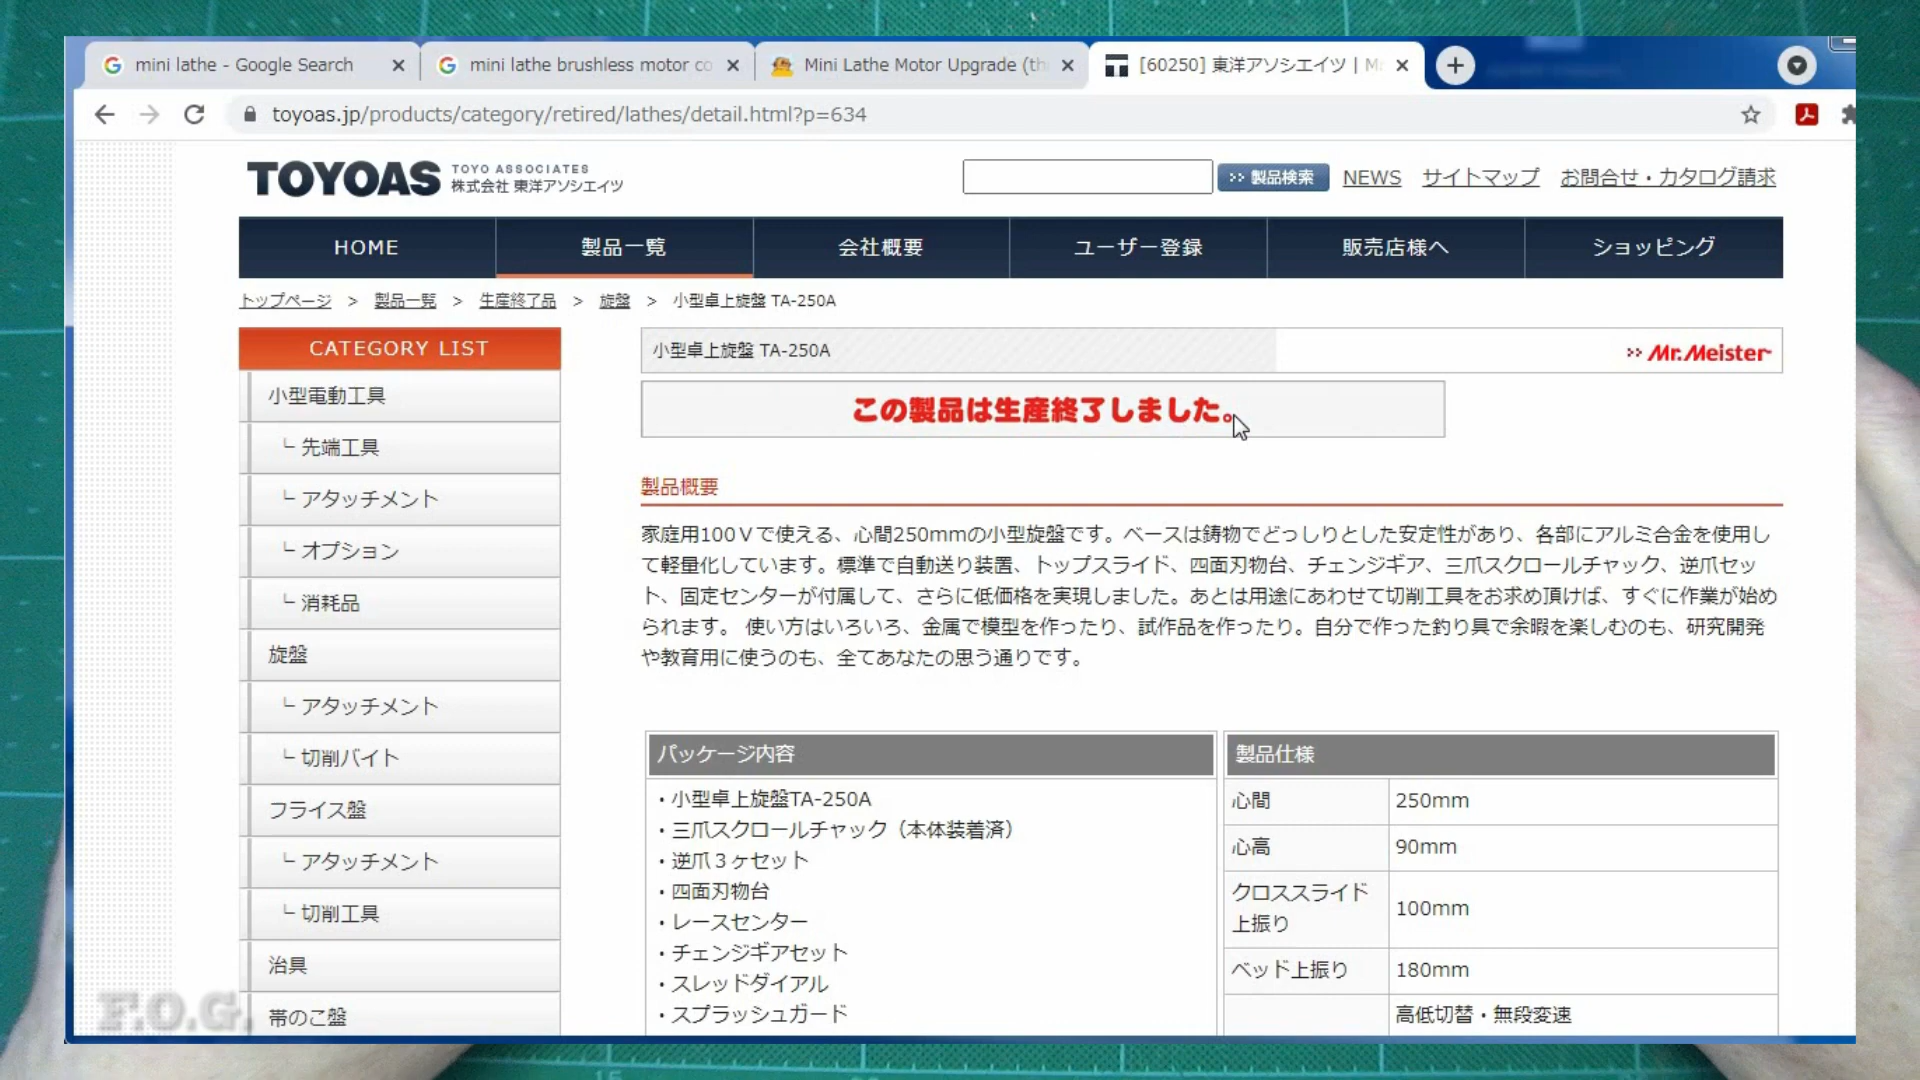 mini lathe - Google Search
mini lathe brushless motor co
Mini Lathe Motor Upgrade (th
[60250] 東洋アソシエイツ | M
toyoas.jp/products/category/retired/lathes/detail.html?p=634
TOYOAS
TOYO ASSOCIATES
株式会社 東洋アソシエイツ
製品検索
NEWS
サイトマップ
お問合せ・カタログ請求
HOME
製品一覧
会社概要
ユーザー登録
販売店様へ
ショッピング
トップページ > 製品一覧 > 生産終了品 > 旋盤 > 小型卓上旋盤 TA-250A
CATEGORY LIST
小型電動工具
└ 先端工具
└ アタッチメント
└ オプション
└ 消耗品
旋盤
└ アタッチメント
└ 切削バイト
フライス盤
└ アタッチメント
└ 切削工具
治具
帯のこ盤
小型卓上旋盤 TA-250A
Mr.Meister
この製品は生産終了しました。
製品概要
家庭用100Ｖで使える、心間250mmの小型旋盤です。ベースは鋳物でどっしりとした安定性があり、各部にアルミ合金を使用し
て軽量化しています。標準で自動送り装置、トップスライド、四面刃物台、チェンジギア、三爪スクロールチャック、逆爪セッ
ト、固定センターが付属して、さらに低価格を実現しました。あとは用途にあわせて切削工具をお求め頂けば、すぐに作業が始め
られます。 使い方はいろいろ、金属で模型を作ったり、試作品を作ったり。自分で作った釣り具で余暇を楽しむのも、研究開発
や教育用に使うのも、全てあなたの思う通りです。
パッケージ内容
・小型卓上旋盤TA-250A
・三爪スクロールチャック（本体装着済）
・逆爪３ヶセット
・四面刃物台
・レースセンター
・チェンジギアセット
・スレッドダイアル
・スプラッシュガード
製品仕様
心間 250mm
心高 90mm
クロススライド
上振り 100mm
ベッド上振り 180mm
高低切替・無段変速
F.O.G.
15